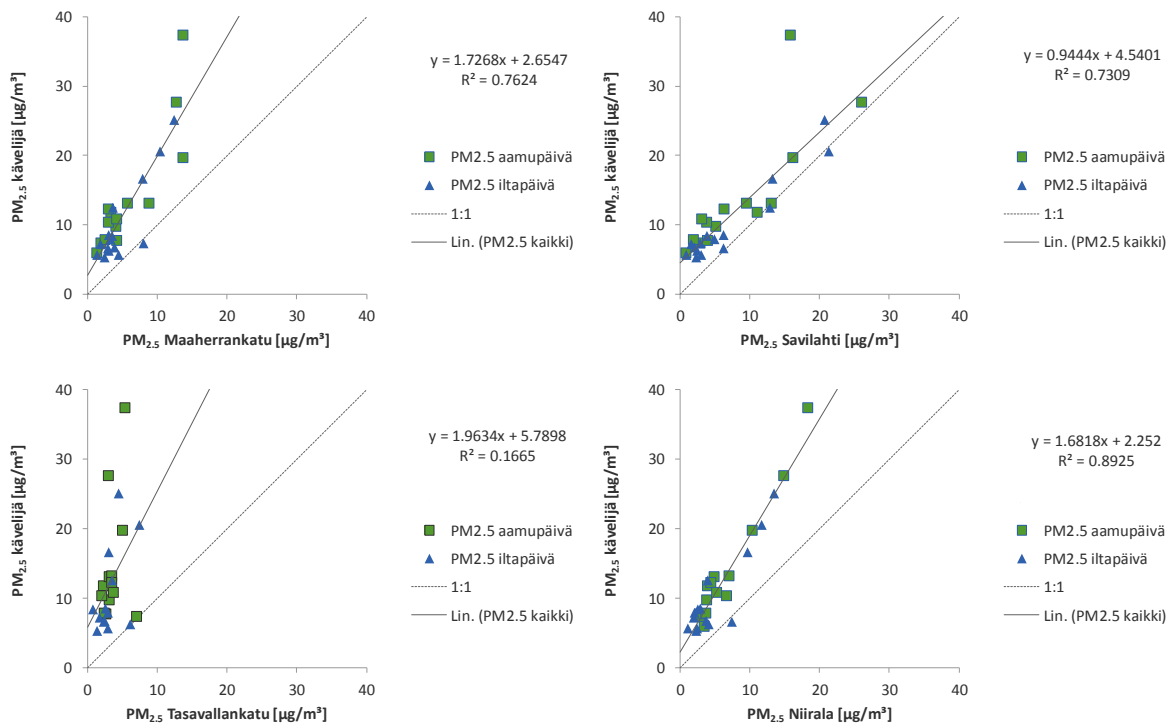 40
30
20
10
0
0
10
20
30
40
PM2.5 kävelijä [µg/m³]
PM2.5 Maaherrankatu [µg/m³]
y = 1.7268x + 2.6547
R² = 0.7624
PM2.5 aamupäivä
PM2.5 iltapäivä
1:1
Lin. (PM2.5 kaikki)
40
30
20
10
0
0
10
20
30
40
PM2.5 kävelijä [µg/m³]
PM2.5 Savilahti [µg/m³]
y = 0.9444x + 4.5401
R² = 0.7309
PM2.5 aamupäivä
PM2.5 iltapäivä
1:1
Lin. (PM2.5 kaikki)
40
30
20
10
0
0
10
20
30
40
PM2.5 kävelijä [µg/m³]
PM2.5 Tasavallankatu [µg/m³]
y = 1.9634x + 5.7898
R² = 0.1665
PM2.5 aamupäivä
PM2.5 iltapäivä
1:1
Lin. (PM2.5 kaikki)
40
30
20
10
0
0
10
20
30
40
PM2.5 kävelijä [µg/m³]
PM2.5 Niirala [µg/m³]
y = 1.6818x + 2.252
R² = 0.8925
PM2.5 aamupäivä
PM2.5 iltapäivä
1:1
Lin. (PM2.5 kaikki)